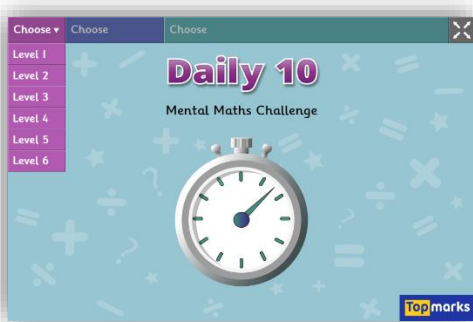 Choose ▾ Choose Choose
Level 1
Level 2
Level 3
Level 4
Level 5
Level 6
Daily 10
Mental Maths Challenge
Topmarks